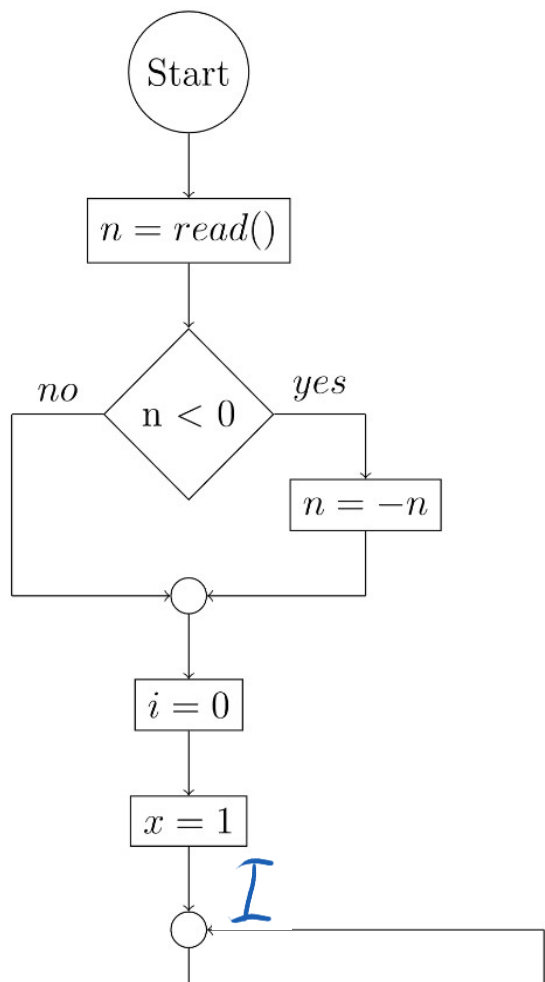 Start
n = read()
no
yes
n < 0
n = −n
i = 0
x = 1
I